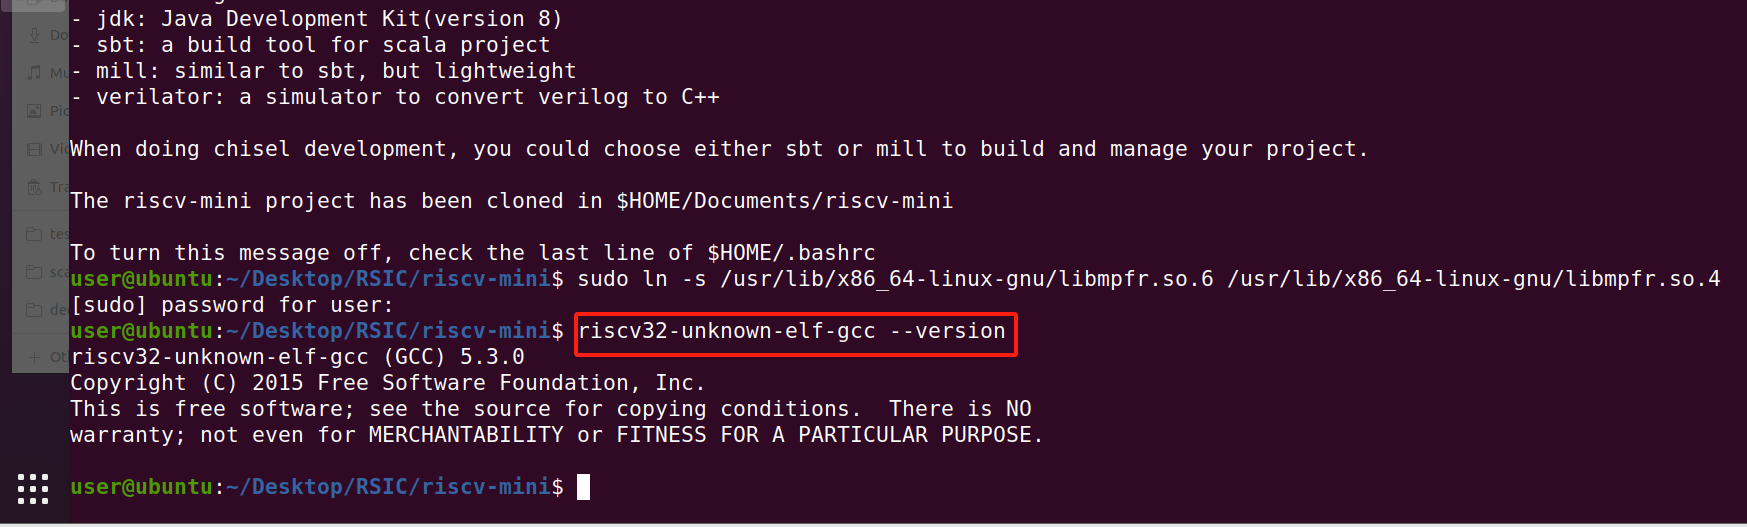 - jdk: Java Development Kit(version 8)
- sbt: a build tool for scala project
- mill: similar to sbt, but lightweight
- verilator: a simulator to convert verilog to C++
When doing chisel development, you could choose either sbt or mill to build and manage your project.
The riscv-mini project has been cloned in $HOME/Documents/riscv-mini
To turn this message off, check the last line of $HOME/.bashrc
user@ubuntu:~/Desktop/RSIC/riscv-mini$ sudo ln -s /usr/lib/x86_64-linux-gnu/libmpfr.so.6 /usr/lib/x86_64-linux-gnu/libmpfr.so.4
[sudo] password for user:
user@ubuntu:~/Desktop/RSIC/riscv-mini$ riscv32-unknown-elf-gcc --version
riscv32-unknown-elf-gcc (GCC) 5.3.0
Copyright (C) 2015 Free Software Foundation, Inc.
This is free software; see the source for copying conditions.  There is NO
warranty; not even for MERCHANTABILITY or FITNESS FOR A PARTICULAR PURPOSE.
user@ubuntu:~/Desktop/RSIC/riscv-mini$